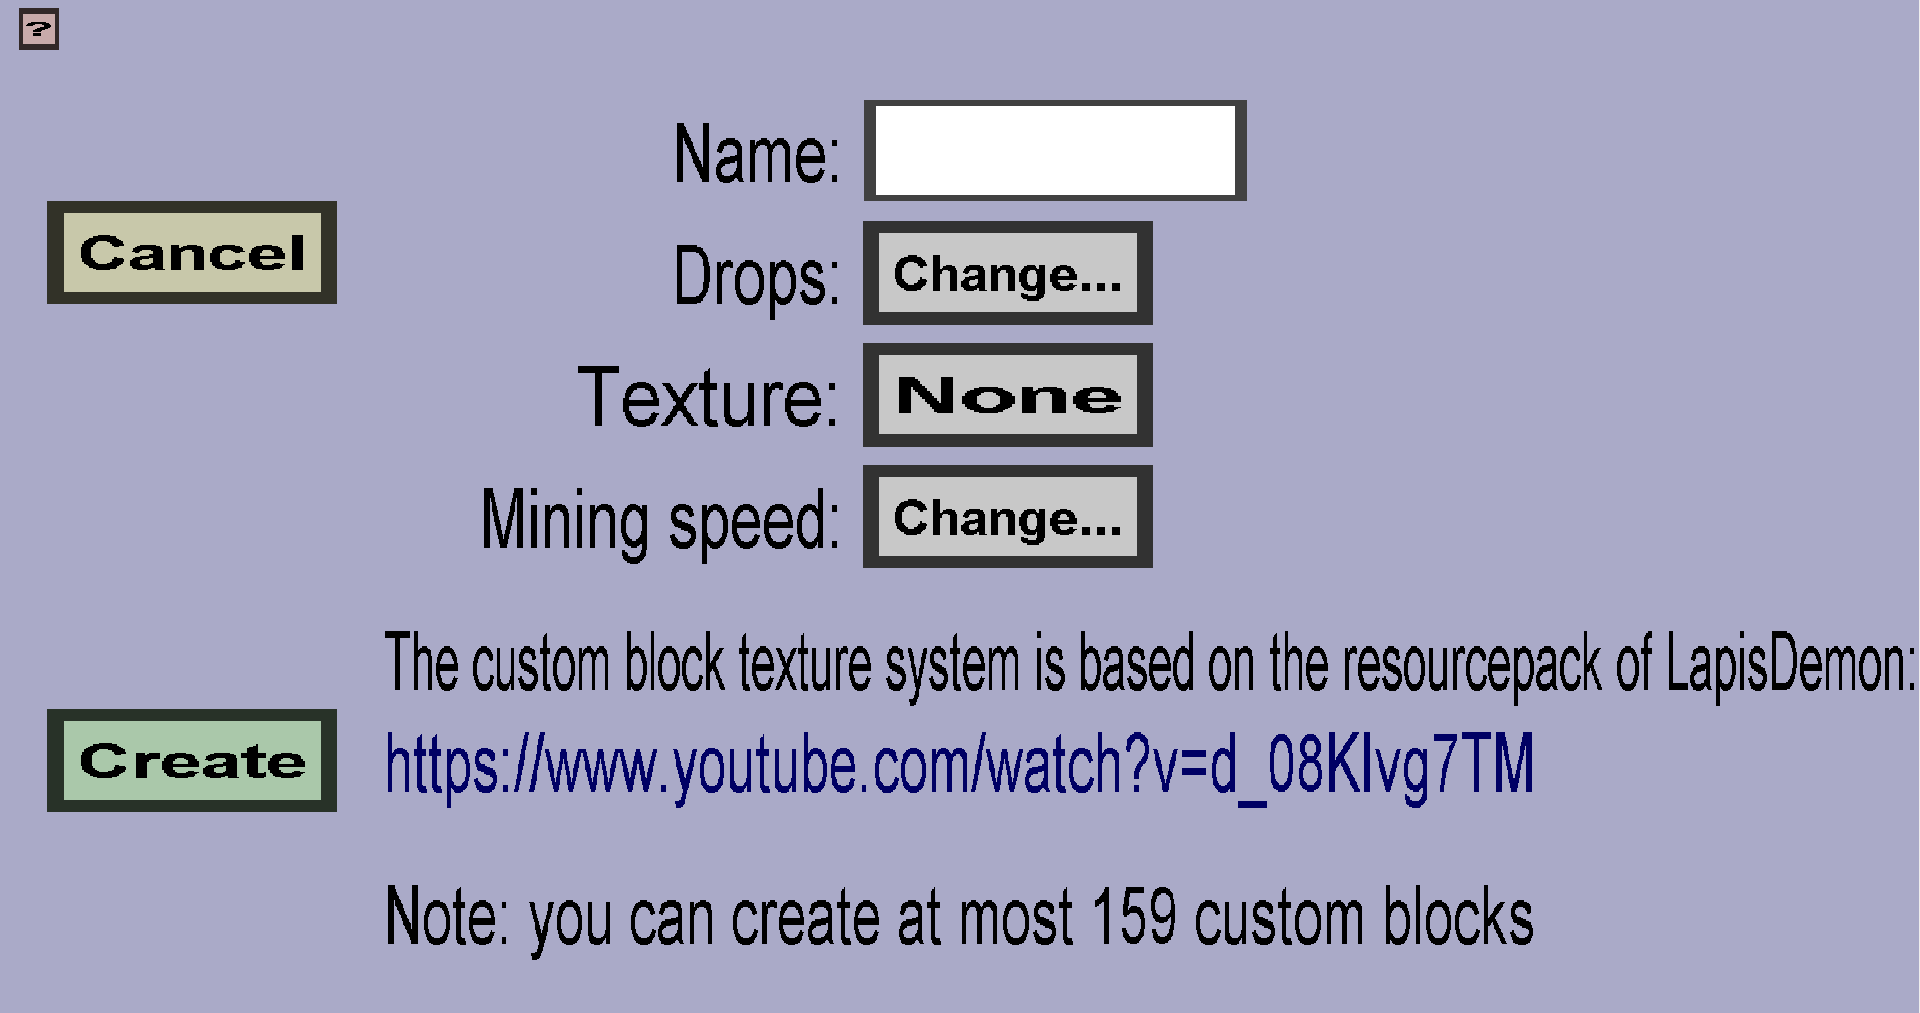 ?
Name:
Cancel
Drops: Change...
Texture: None
Mining speed: Change...
The custom block texture system is based on the resourcepack of LapisDemon:
Create
https://www.youtube.com/watch?v=d_08KIvg7TM
Note: you can create at most 159 custom blocks